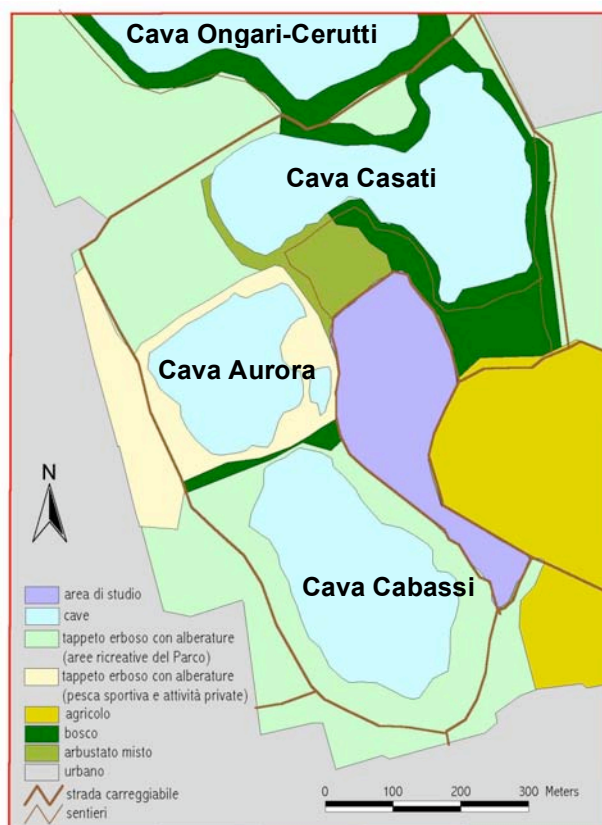 Cava Ongari-Cerutti
Cava Casati
Cava Aurora
N
Cava Cabassi
area di studio
cave
tappeto erboso con alberature
(aree ricreative del Parco)
tappeto erboso con alberature
(pesca sportiva e attività private)
agricolo
bosco
arbustato misto
urbano
strada carreggiabile
sentieri
0 100 200 300 Meters